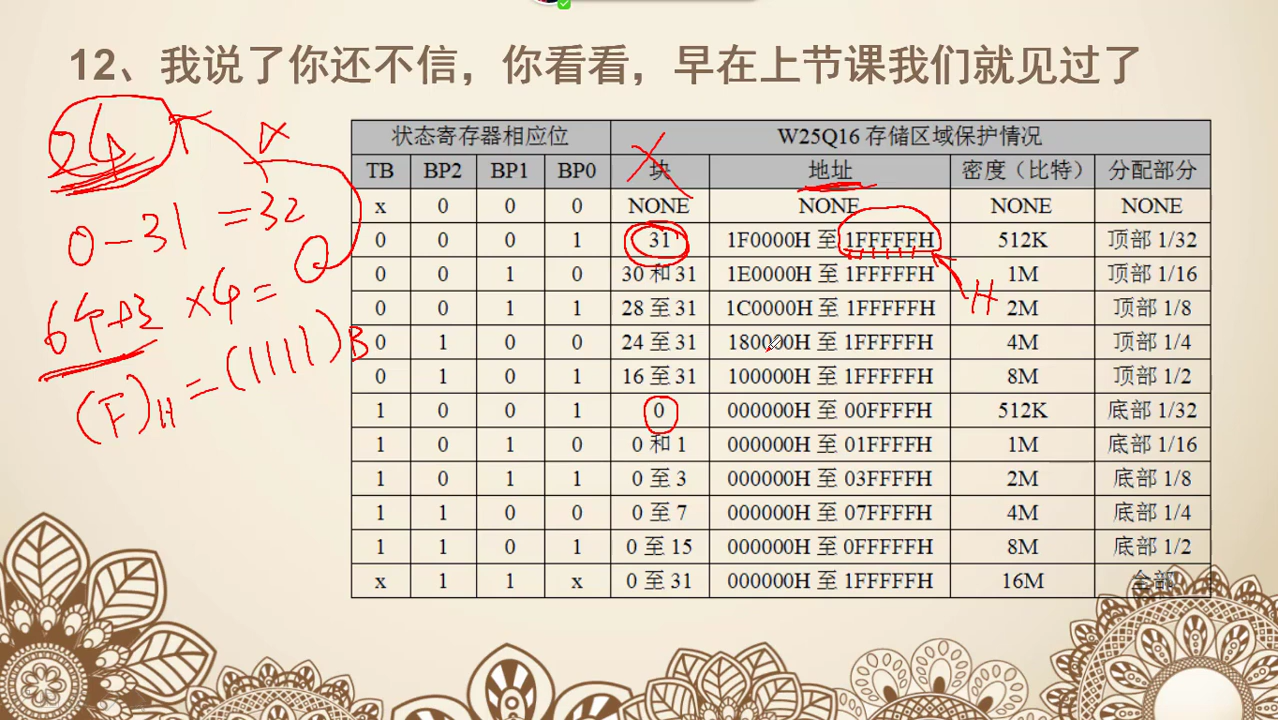 12、我说了你还不信，你看看，早在上节课我们就见过了
状态寄存器相应位 W25Q16 存储区域保护情况
TB BP2 BP1 BP0 块 地址 密度（比特） 分配部分
x 0 0 0 NONE NONE NONE NONE
0 0 0 1 31 1F0000H 至 1FFFFFH 512K 顶部 1/32
0 0 1 0 30 和 31 1E0000H 至 1FFFFFH 1M 顶部 1/16
0 0 1 1 28 至 31 1C0000H 至 1FFFFFH 2M 顶部 1/8
0 1 0 0 24 至 31 180000H 至 1FFFFFH 4M 顶部 1/4
0 1 0 1 16 至 31 100000H 至 1FFFFFH 8M 顶部 1/2
1 0 0 1 0 000000H 至 00FFFFH 512K 底部 1/32
1 0 1 0 0 和 1 000000H 至 01FFFFH 1M 底部 1/16
1 0 1 1 0 至 3 000000H 至 03FFFFH 2M 底部 1/8
1 1 0 0 0 至 7 000000H 至 07FFFFH 4M 底部 1/4
1 1 0 1 0 至 15 000000H 至 0FFFFFH 8M 底部 1/2
x 1 1 x 0 至 31 000000H 至 1FFFFFH 16M 全部
24
0-31 =32
×4=
(F)H=(1111)B
H